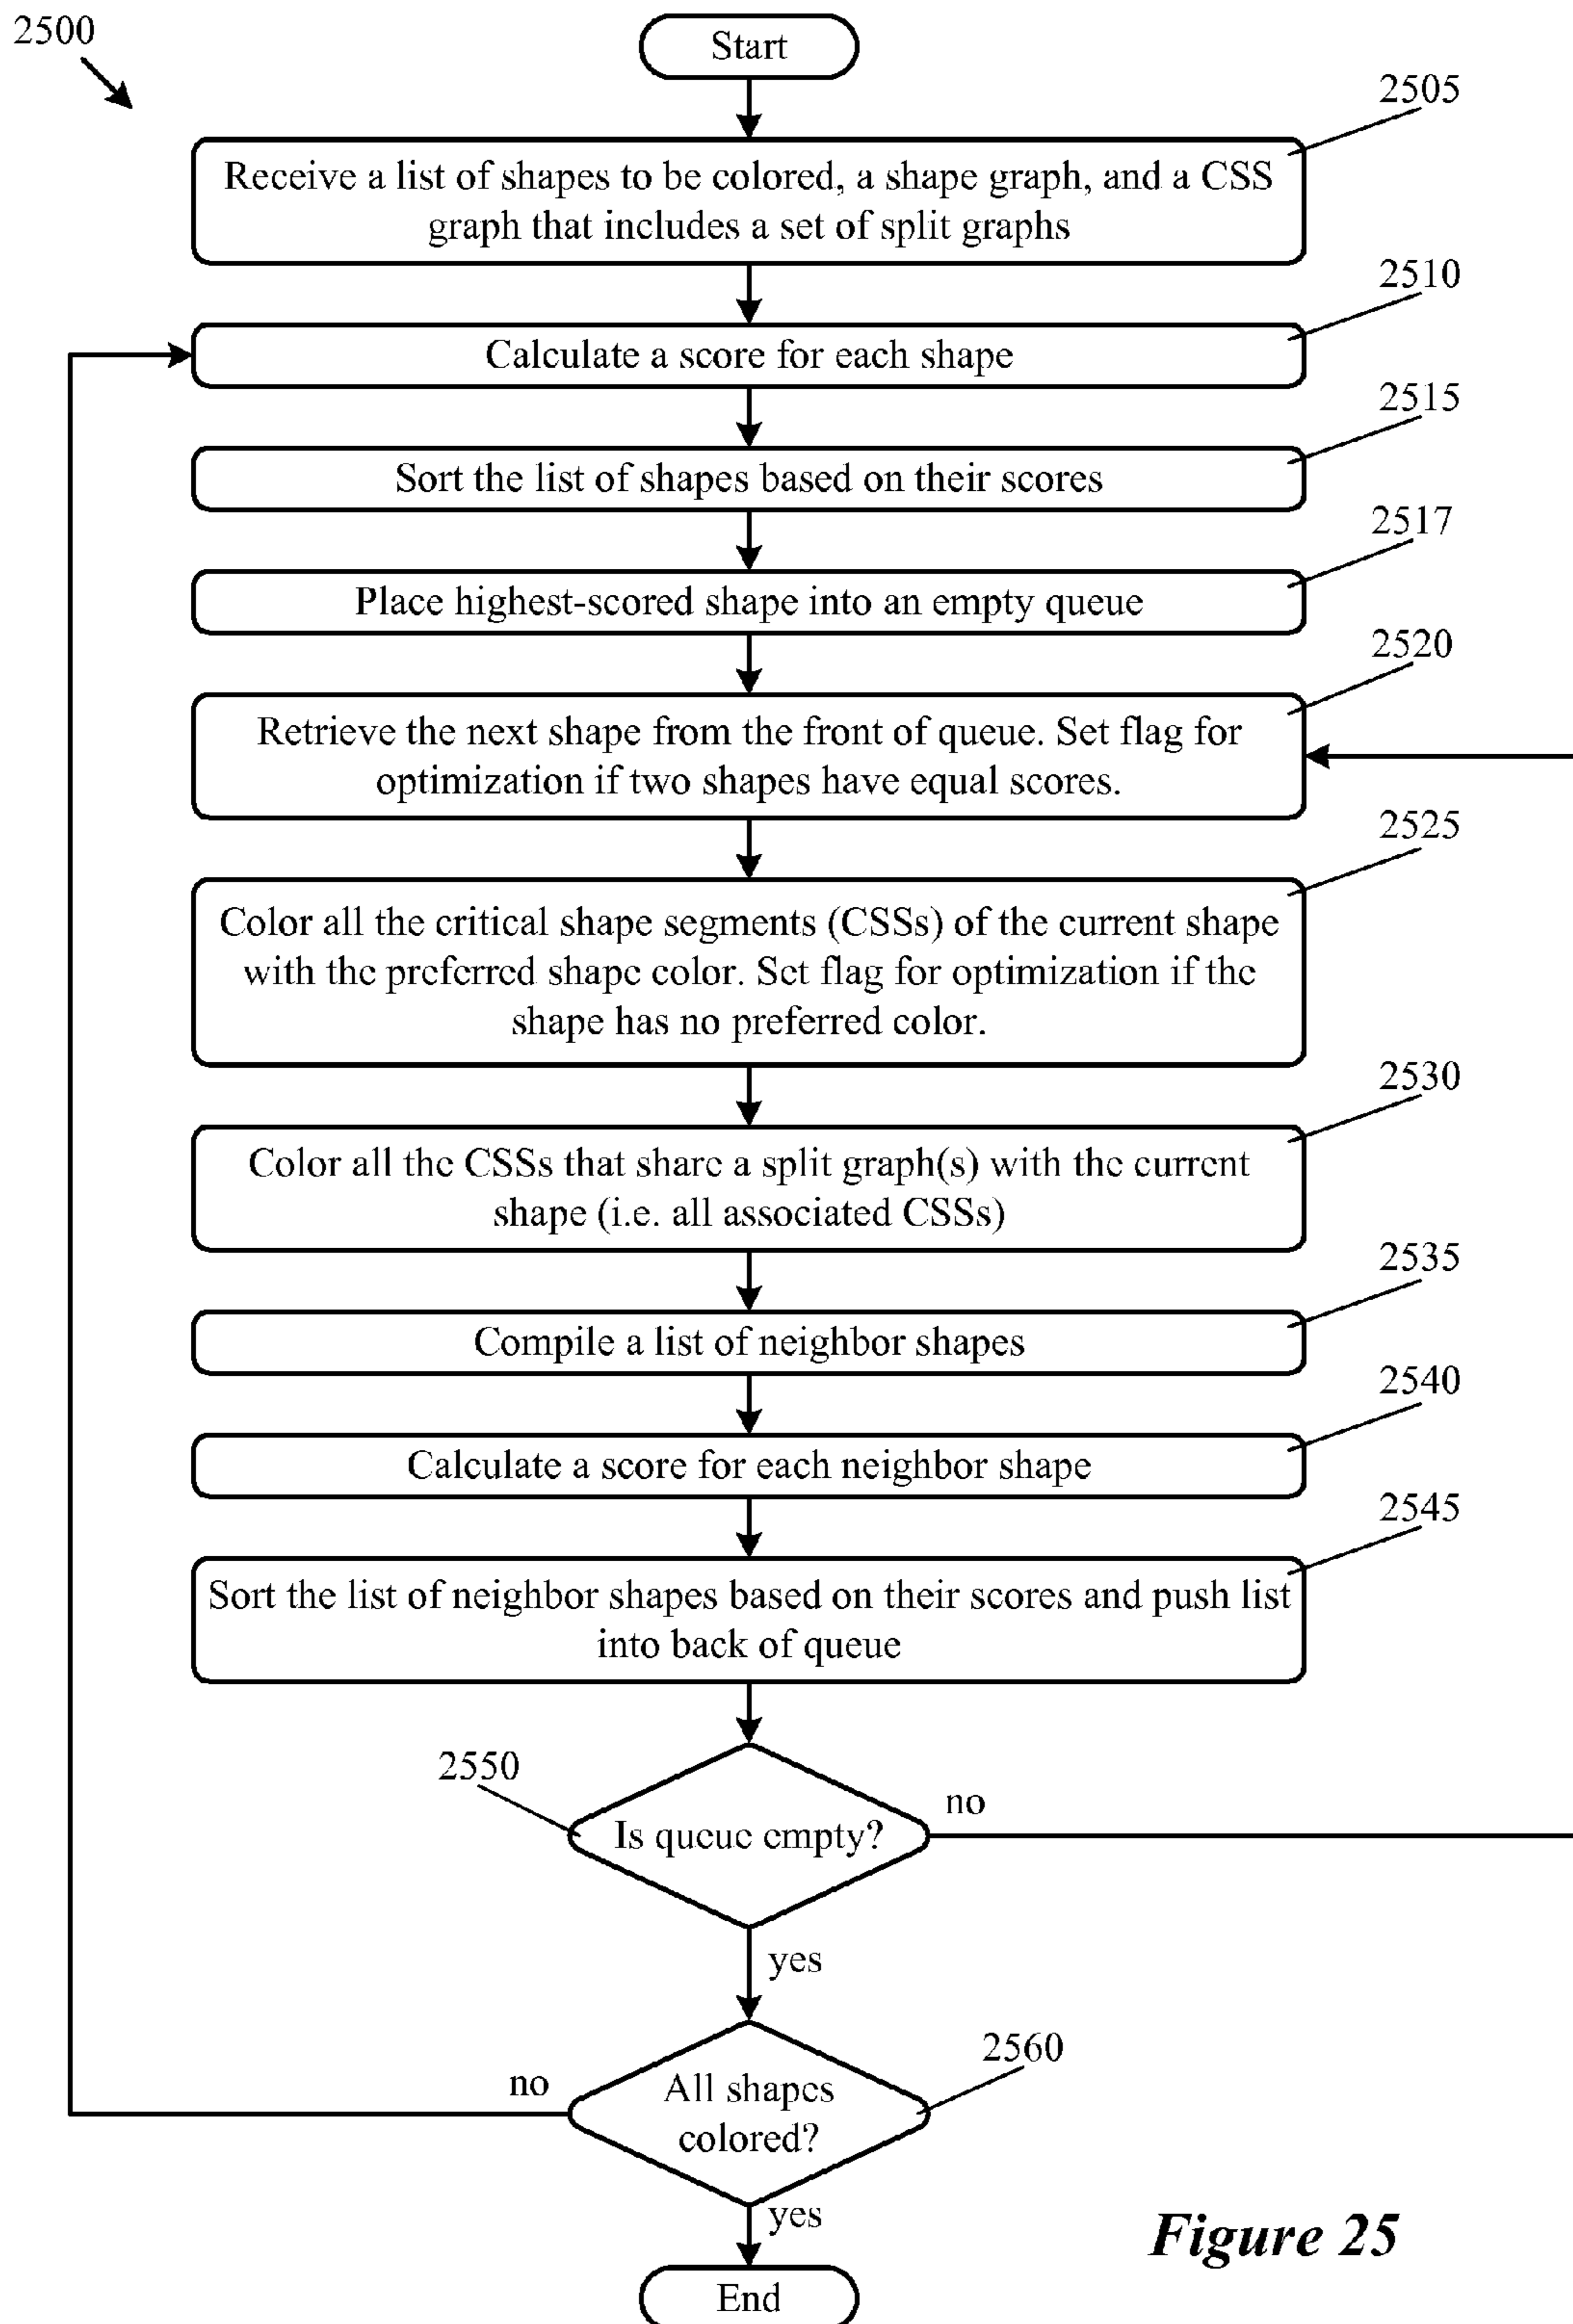 2500
Start
2505
Receive a list of shapes to be colored, a shape graph, and a CSS
graph that includes a set of split graphs
2510
Calculate a score for each shape
2515
Sort the list of shapes based on their scores
2517
Place highest-scored shape into an empty queue
2520
Retrieve the next shape from the front of queue. Set flag for
optimization if two shapes have equal scores.
2525
Color all the critical shape segments (CSSs) of the current shape
with the preferred shape color. Set flag for optimization if the
shape has no preferred color.
2530
Color all the CSSs that share a split graph(s) with the current
shape (i.e. all associated CSSs)
2535
Compile a list of neighbor shapes
2540
Calculate a score for each neighbor shape
2545
Sort the list of neighbor shapes based on their scores and push list
into back of queue
2550
no
Is queue empty?
yes
2560
no
All shapes
colored?
yes
Figure 25
End